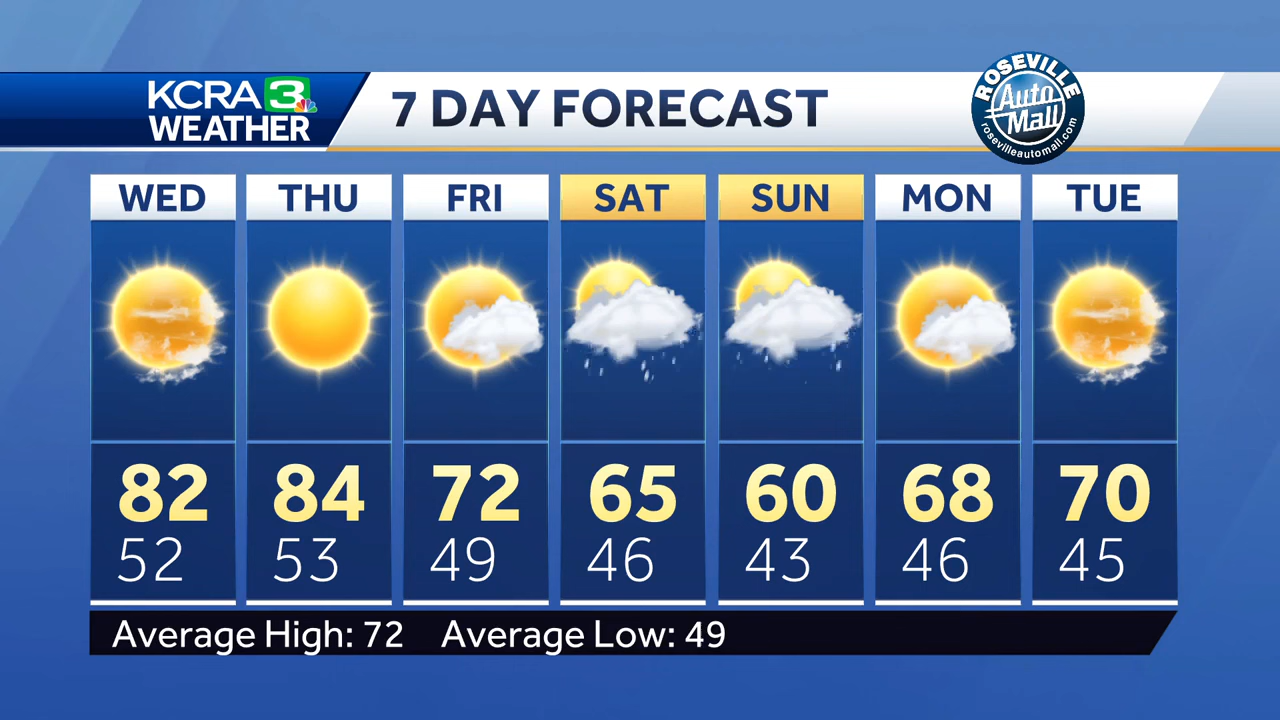 KCRA 3
WEATHER
7 DAY FORECAST
ROSEVILLE
Auto
Mall
rosevilleautomall.com
WED THU FRI SAT SUN MON TUE
82 84 72 65 60 68 70
52 53 49 46 43 46 45
Average High: 72 Average Low: 49